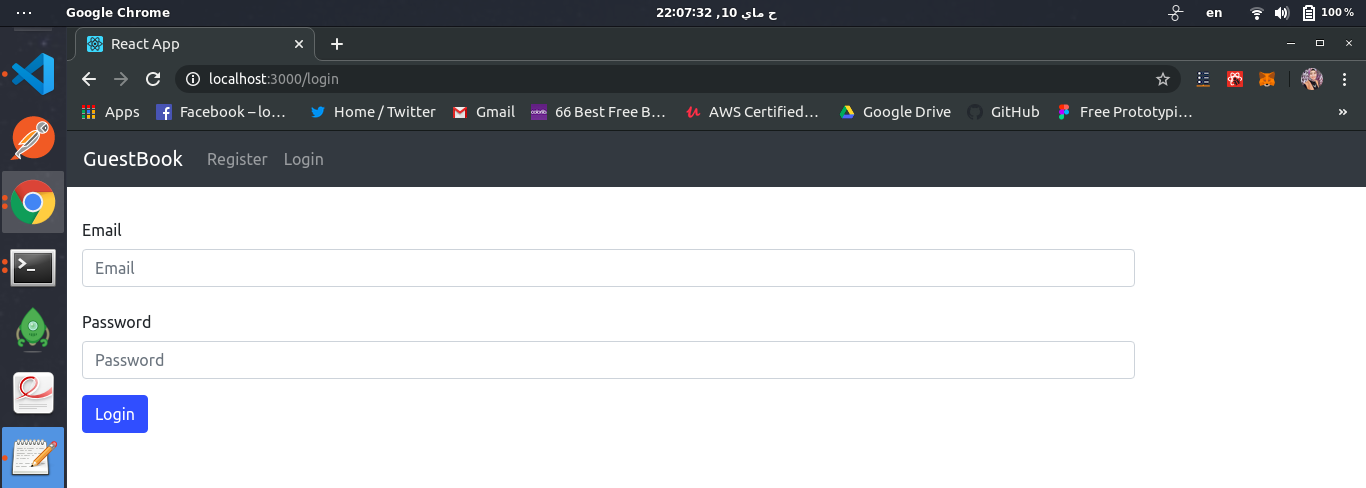 Google Chrome ح ماي 10, 22:07:32 en 100 %
React App
localhost:3000/login
Apps Facebook – lo... Home / Twitter Gmail 66 Best Free B... AWS Certified... Google Drive GitHub Free Prototypi... »
GuestBook Register Login
Email
Email
Password
Password
Login